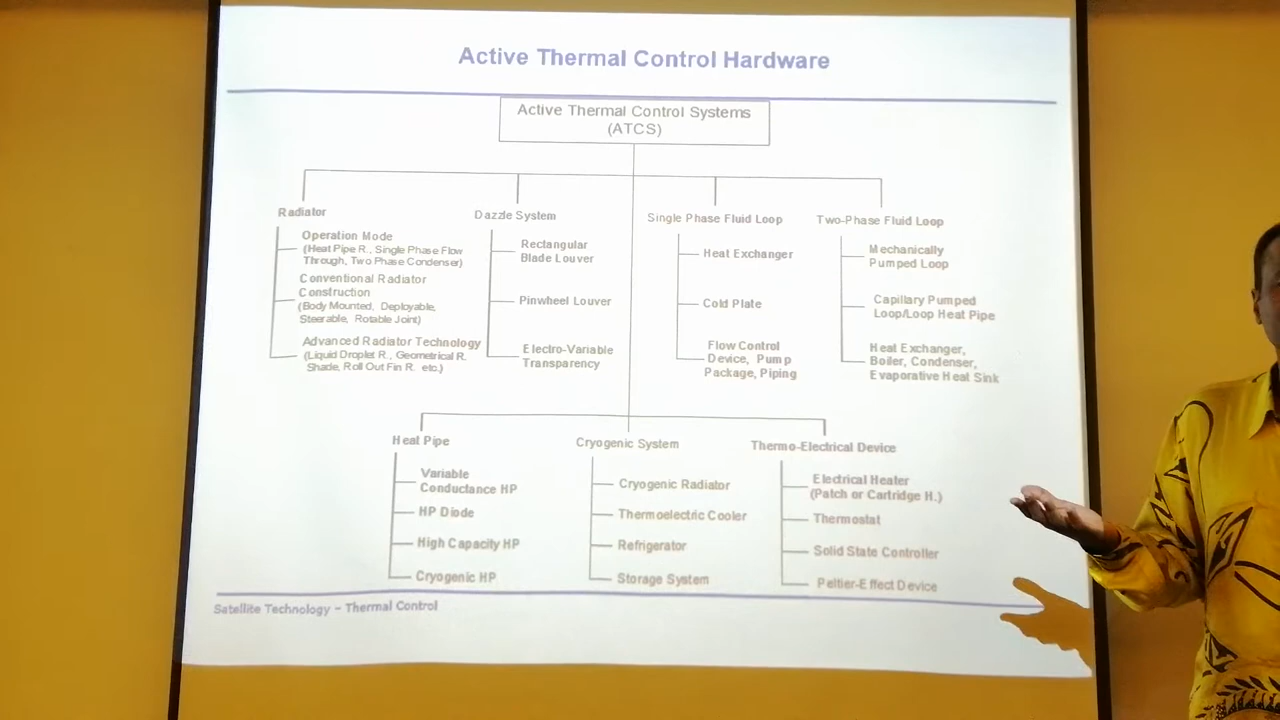 Active Thermal Control Hardware
Active Thermal Control Systems
(ATCS)
Radiator
Operation Mode
(Heat Pipe R., Single Phase Flow
Through, Two Phase Condenser)
Conventional Radiator
Construction
(Body Mounted, Deployable,
Steerable, Rotable Joint)
Advanced Radiator Technology
(Liquid Droplet R., Geometrical R.
Shade, Roll Out Fin R. etc.)
Dazzle System
Rectangular
Blade Louver
Pinwheel Louver
Electro-Variable
Transparency
Single Phase Fluid Loop
Heat Exchanger
Cold Plate
Flow Control
Device, Pump
Package, Piping
Two-Phase Fluid Loop
Mechanically
Pumped Loop
Capillary Pumped
Loop/Loop Heat Pipe
Heat Exchanger,
Boiler, Condenser,
Evaporative Heat Sink
Heat Pipe
Variable
Conductance HP
HP Diode
High Capacity HP
Cryogenic HP
Cryogenic System
Cryogenic Radiator
Thermoelectric Cooler
Refrigerator
Storage System
Thermo-Electrical Device
Electrical Heater
(Patch or Cartridge H.)
Thermostat
Solid State Controller
Peltier-Effect Device
Satellite Technology – Thermal Control